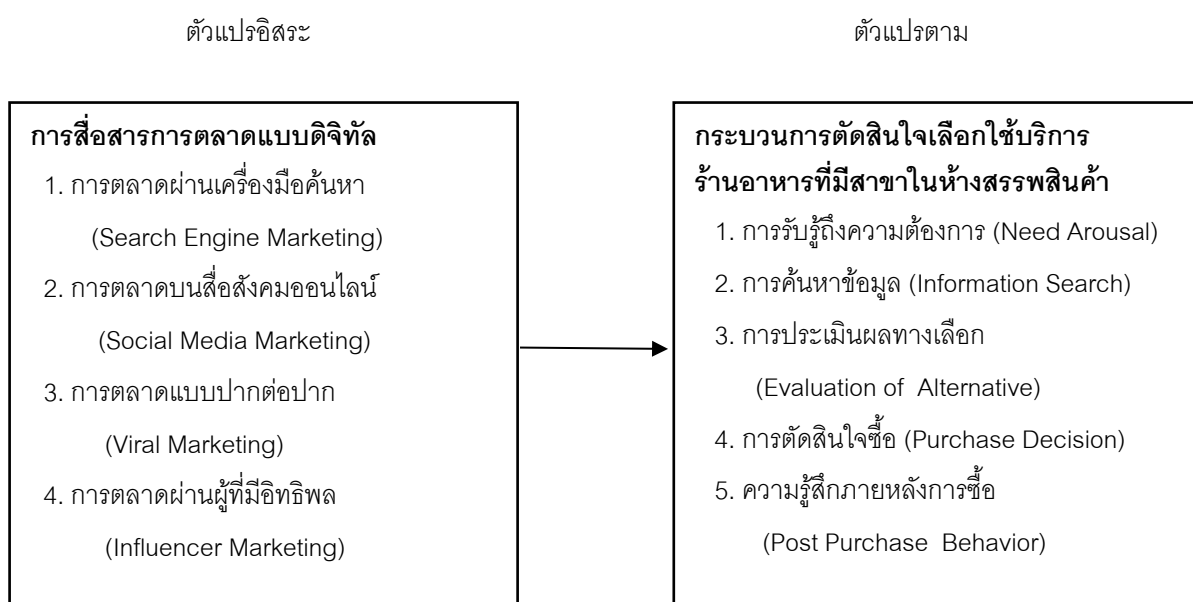 ตัวแปรอิสระ
ตัวแปรตาม
การสื่อสารการตลาดแบบดิจิทัล
1. การตลาดผ่านเครื่องมือค้นหา
(Search Engine Marketing)
2. การตลาดบนสื่อสังคมออนไลน์
(Social Media Marketing)
3. การตลาดแบบปากต่อปาก
(Viral Marketing)
4. การตลาดผ่านผู้ที่มีอิทธิพล
(Influencer Marketing)
กระบวนการตัดสินใจเลือกใช้บริการ
ร้านอาหารที่มีสาขาในห้างสรรพสินค้า
1. การรับรู้ถึงความต้องการ (Need Arousal)
2. การค้นหาข้อมูล (Information Search)
3. การประเมินผลทางเลือก
(Evaluation of Alternative)
4. การตัดสินใจซื้อ (Purchase Decision)
5. ความรู้สึกภายหลังการซื้อ
(Post Purchase Behavior)